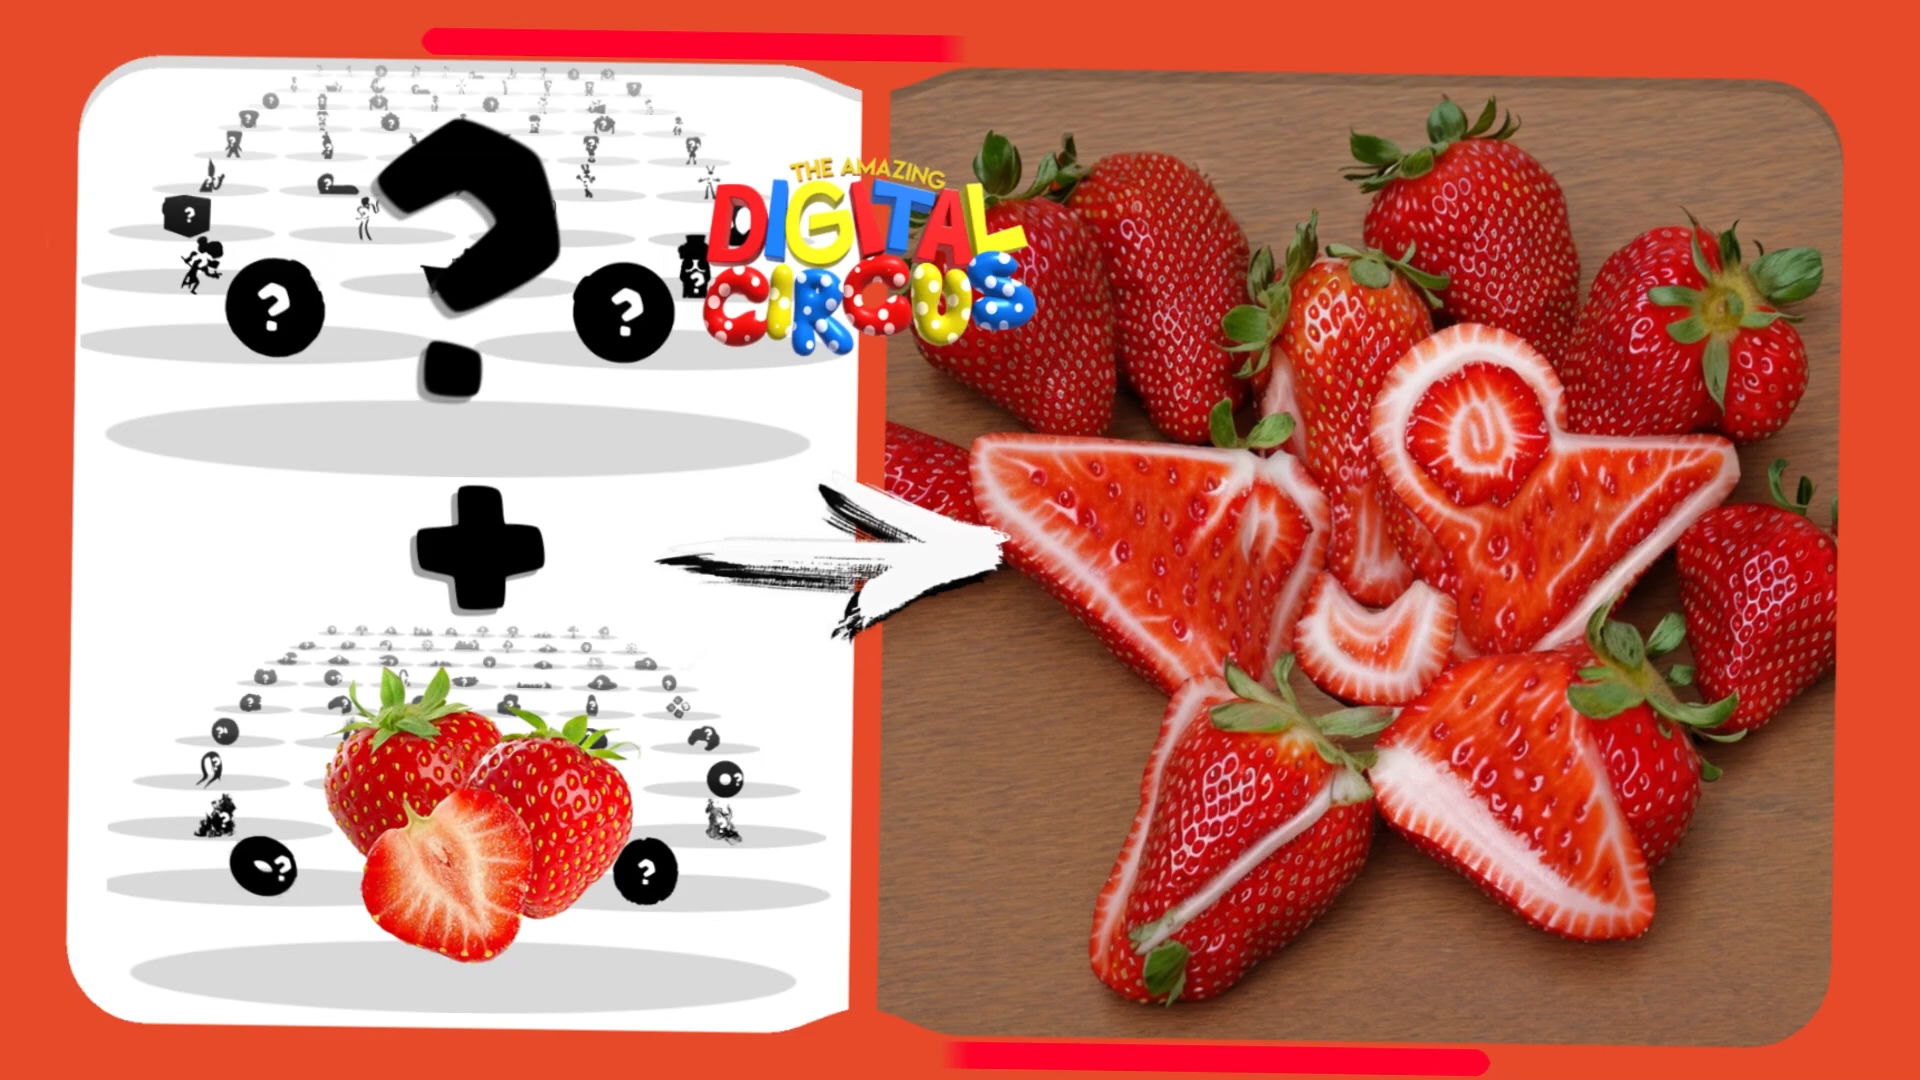 THE AMAZING
DIGITAL
CIRCUS
?
?
?
?
+
?
?